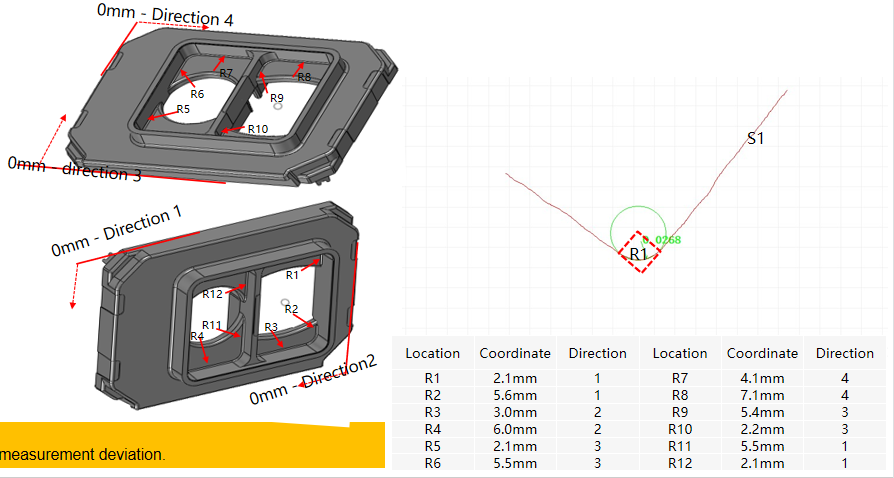 0mm - Direction 4
R7
R8
R6
R9
R5
R10
0mm - direction 3
0mm - Direction 1
R1
R12
R2
R11
R3
R4
0mm - Direction2
measurement deviation.
S1
0.0268
R1
Location Coordinate Direction Location Coordinate Direction
R1 2.1mm 1 R7 4.1mm 4
R2 5.6mm 1 R8 7.1mm 4
R3 3.0mm 2 R9 5.4mm 3
R4 6.0mm 2 R10 2.2mm 3
R5 2.1mm 3 R11 5.5mm 1
R6 5.5mm 3 R12 2.1mm 1